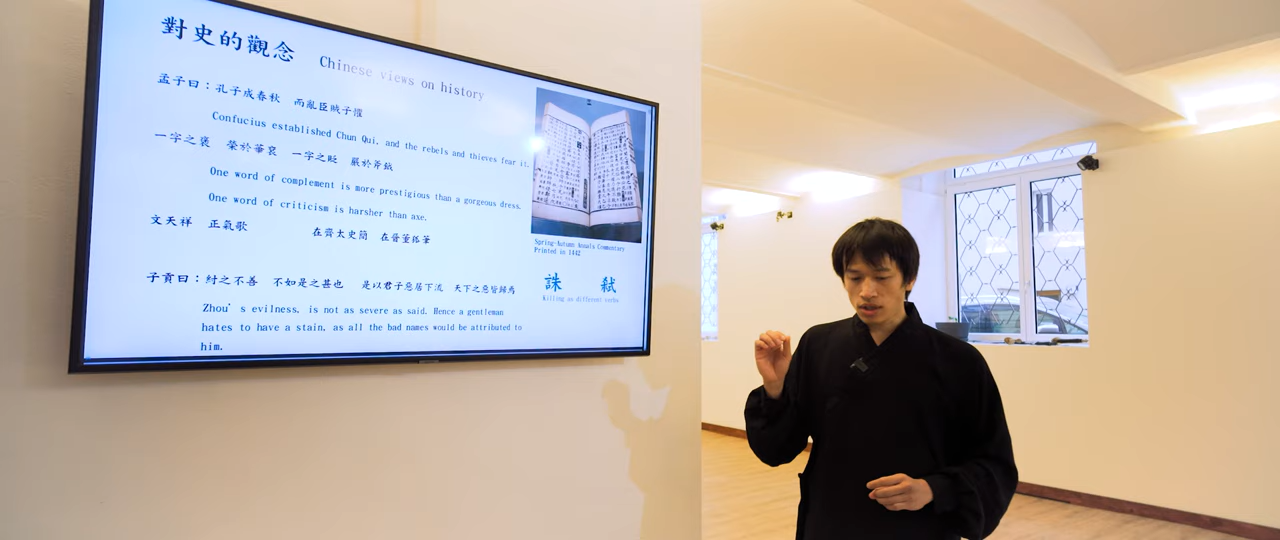 對史的觀念
Chinese views on history
孟子曰：孔子成春秋　而亂臣賊子懼
Confucius established Chun Qui, and the rebels and thieves fear it.
一字之褒　榮於華袞　一字之貶　嚴於斧鉞
One word of complement is more prestigious than a gorgeous dress.
One word of criticism is harsher than axe.
文天祥　正氣歌　在齊太史簡　在晉董狐筆
子貢曰：紂之不善　不如是之甚也　是以君子惡居下流　天下之惡皆歸焉
Zhou's evilness, is not as severe as said. Hence a gentleman
hates to have a stain, as all the bad names would be attributed to
him.
Spring-Autumn Annals Commentary
Printed in 1442
誅　弒
Killing as different verbs